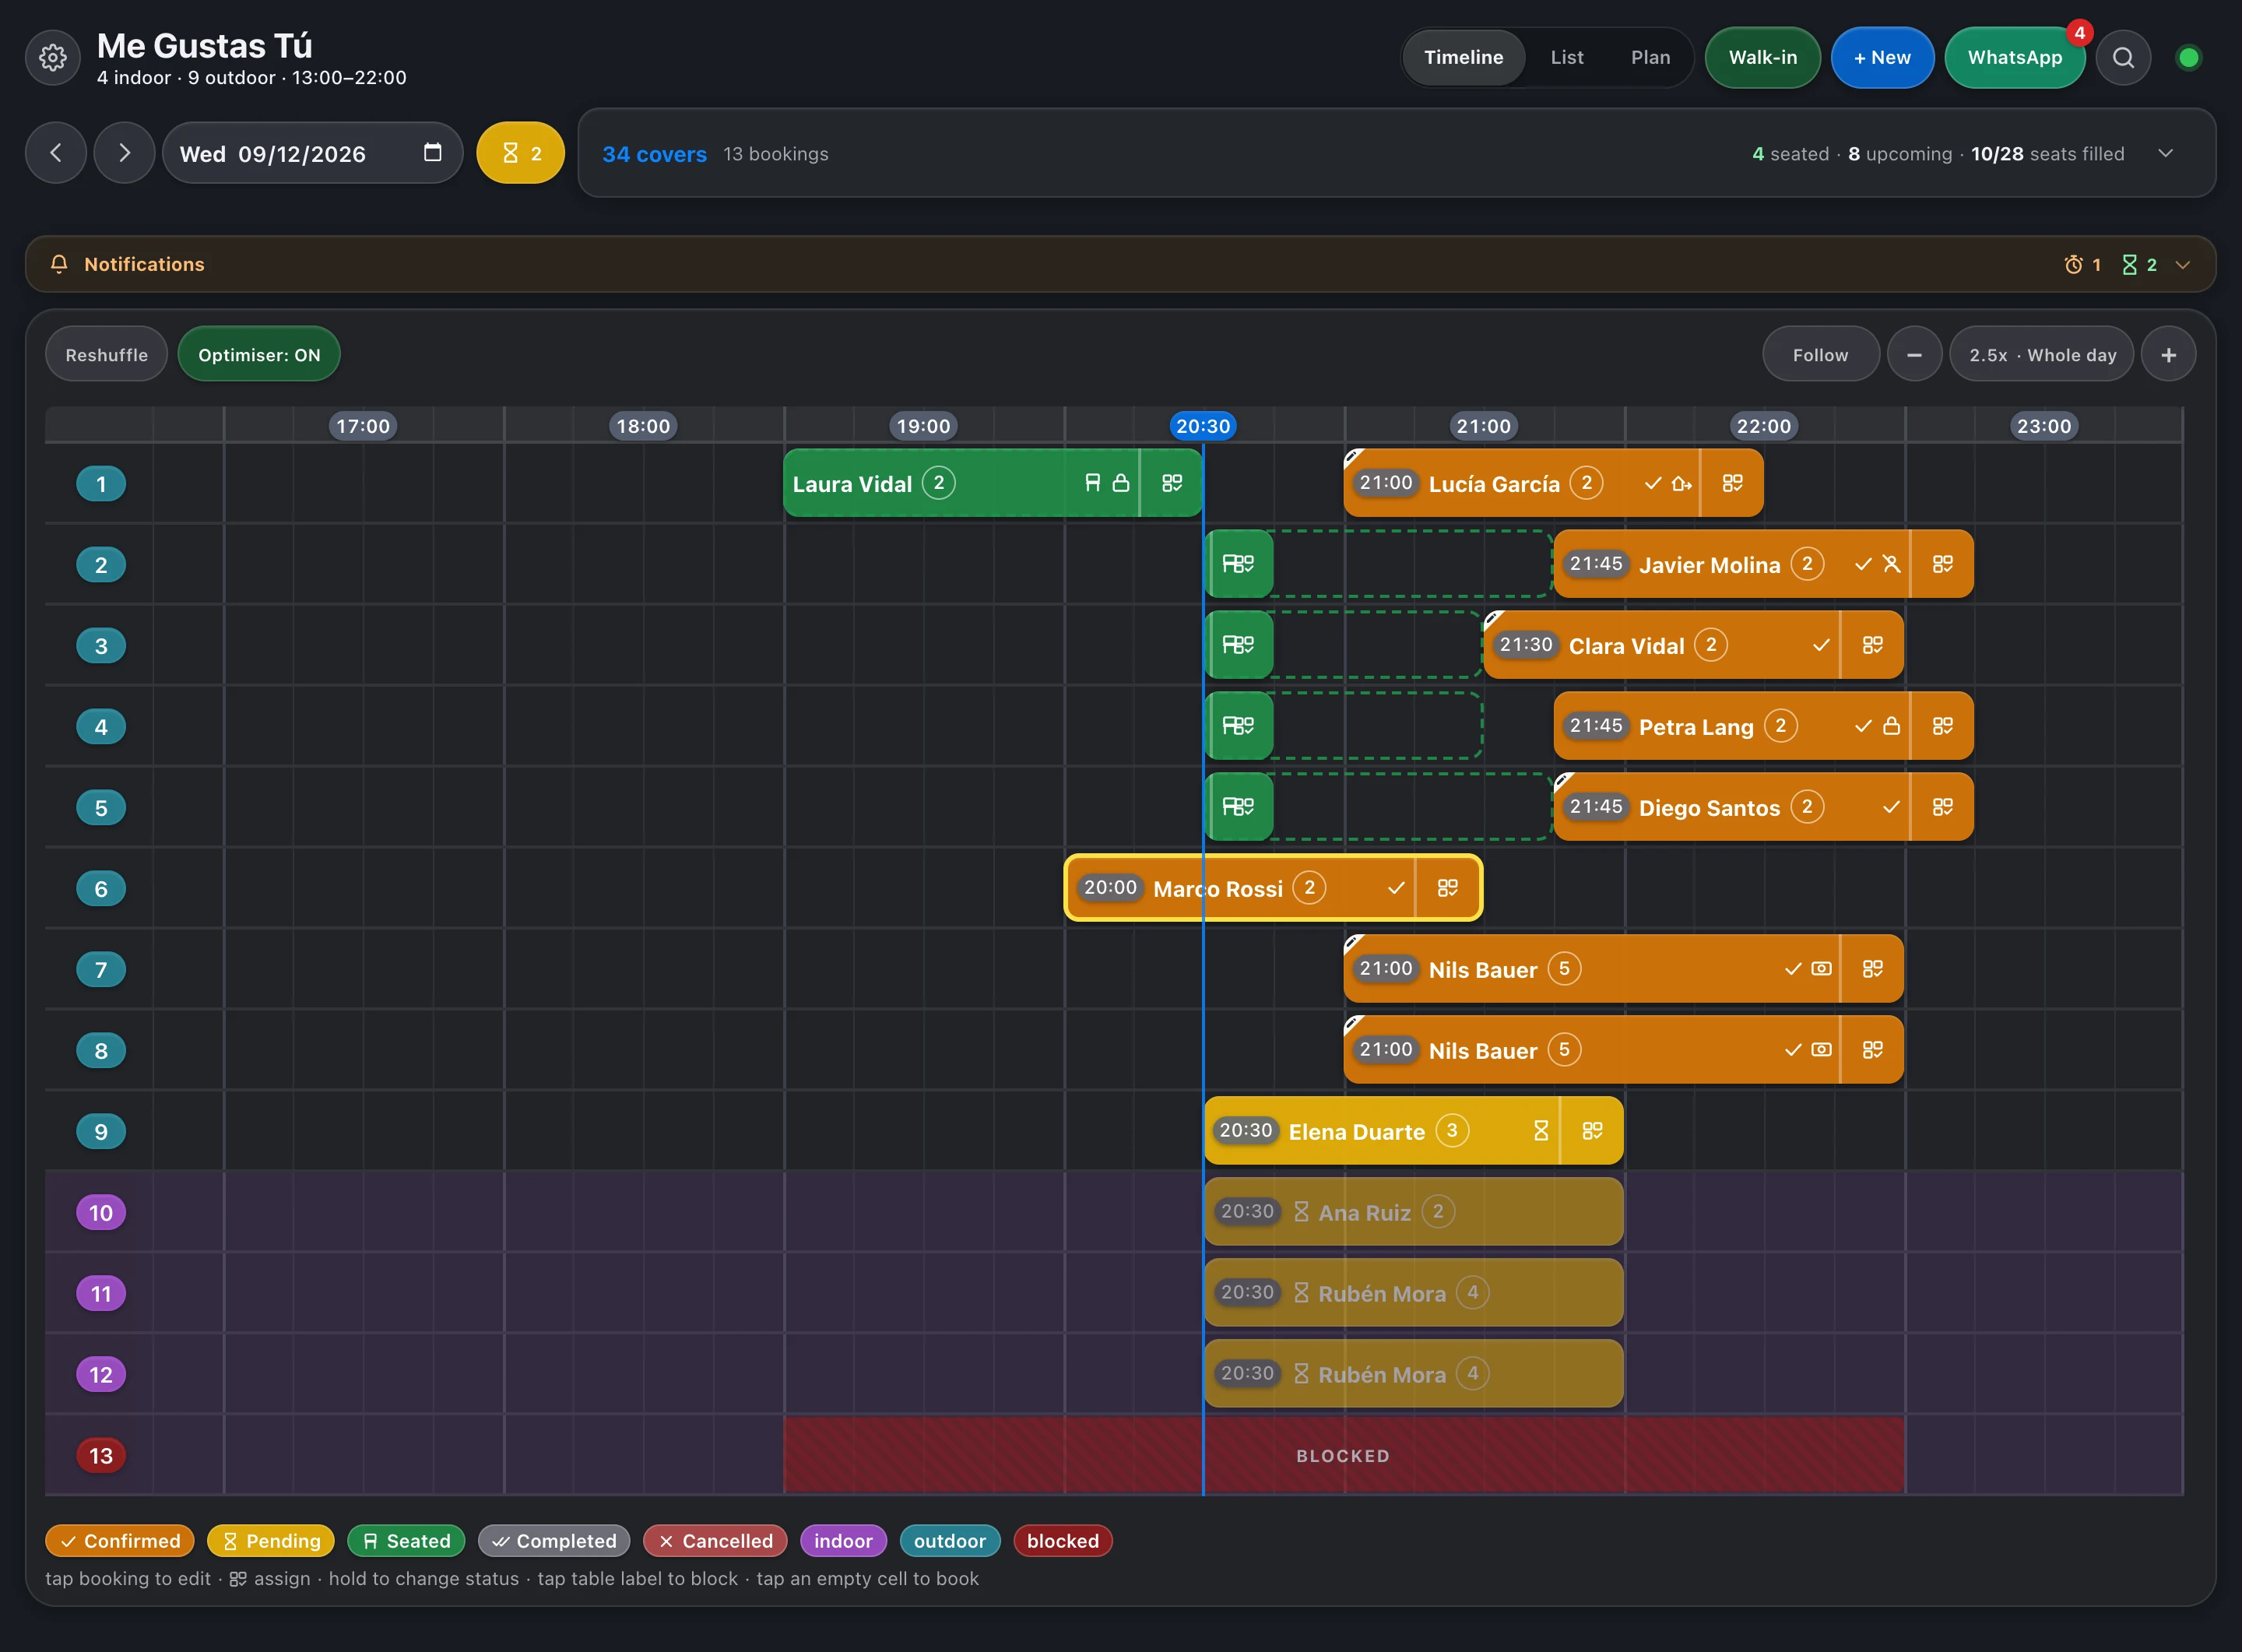 Me Gustas Tú
4 indoor · 9 outdoor · 13:00–22:00
Timeline List Plan Walk-in + New WhatsApp 4
Wed 09/12/2026 2
34 covers 13 bookings 4 seated · 8 upcoming · 10/28 seats filled
Notifications 1 2
Reshuffle Optimiser: ON Follow − 2.5x · Whole day +
17:00 18:00 19:00 20:30 21:00 22:00 23:00
1 Laura Vidal 2 21:00 Lucía García 2
2 21:45 Javier Molina 2
3 21:30 Clara Vidal 2
4 21:45 Petra Lang 2
5 21:45 Diego Santos 2
6 20:00 Marco Rossi 2
7 21:00 Nils Bauer 5
8 21:00 Nils Bauer 5
9 20:30 Elena Duarte 3
10 20:30 Ana Ruiz 2
11 20:30 Rubén Mora 4
12 20:30 Rubén Mora 4
13 BLOCKED
Confirmed Pending Seated Completed Cancelled indoor outdoor blocked
tap booking to edit · assign · hold to change status · tap table label to block · tap an empty cell to book